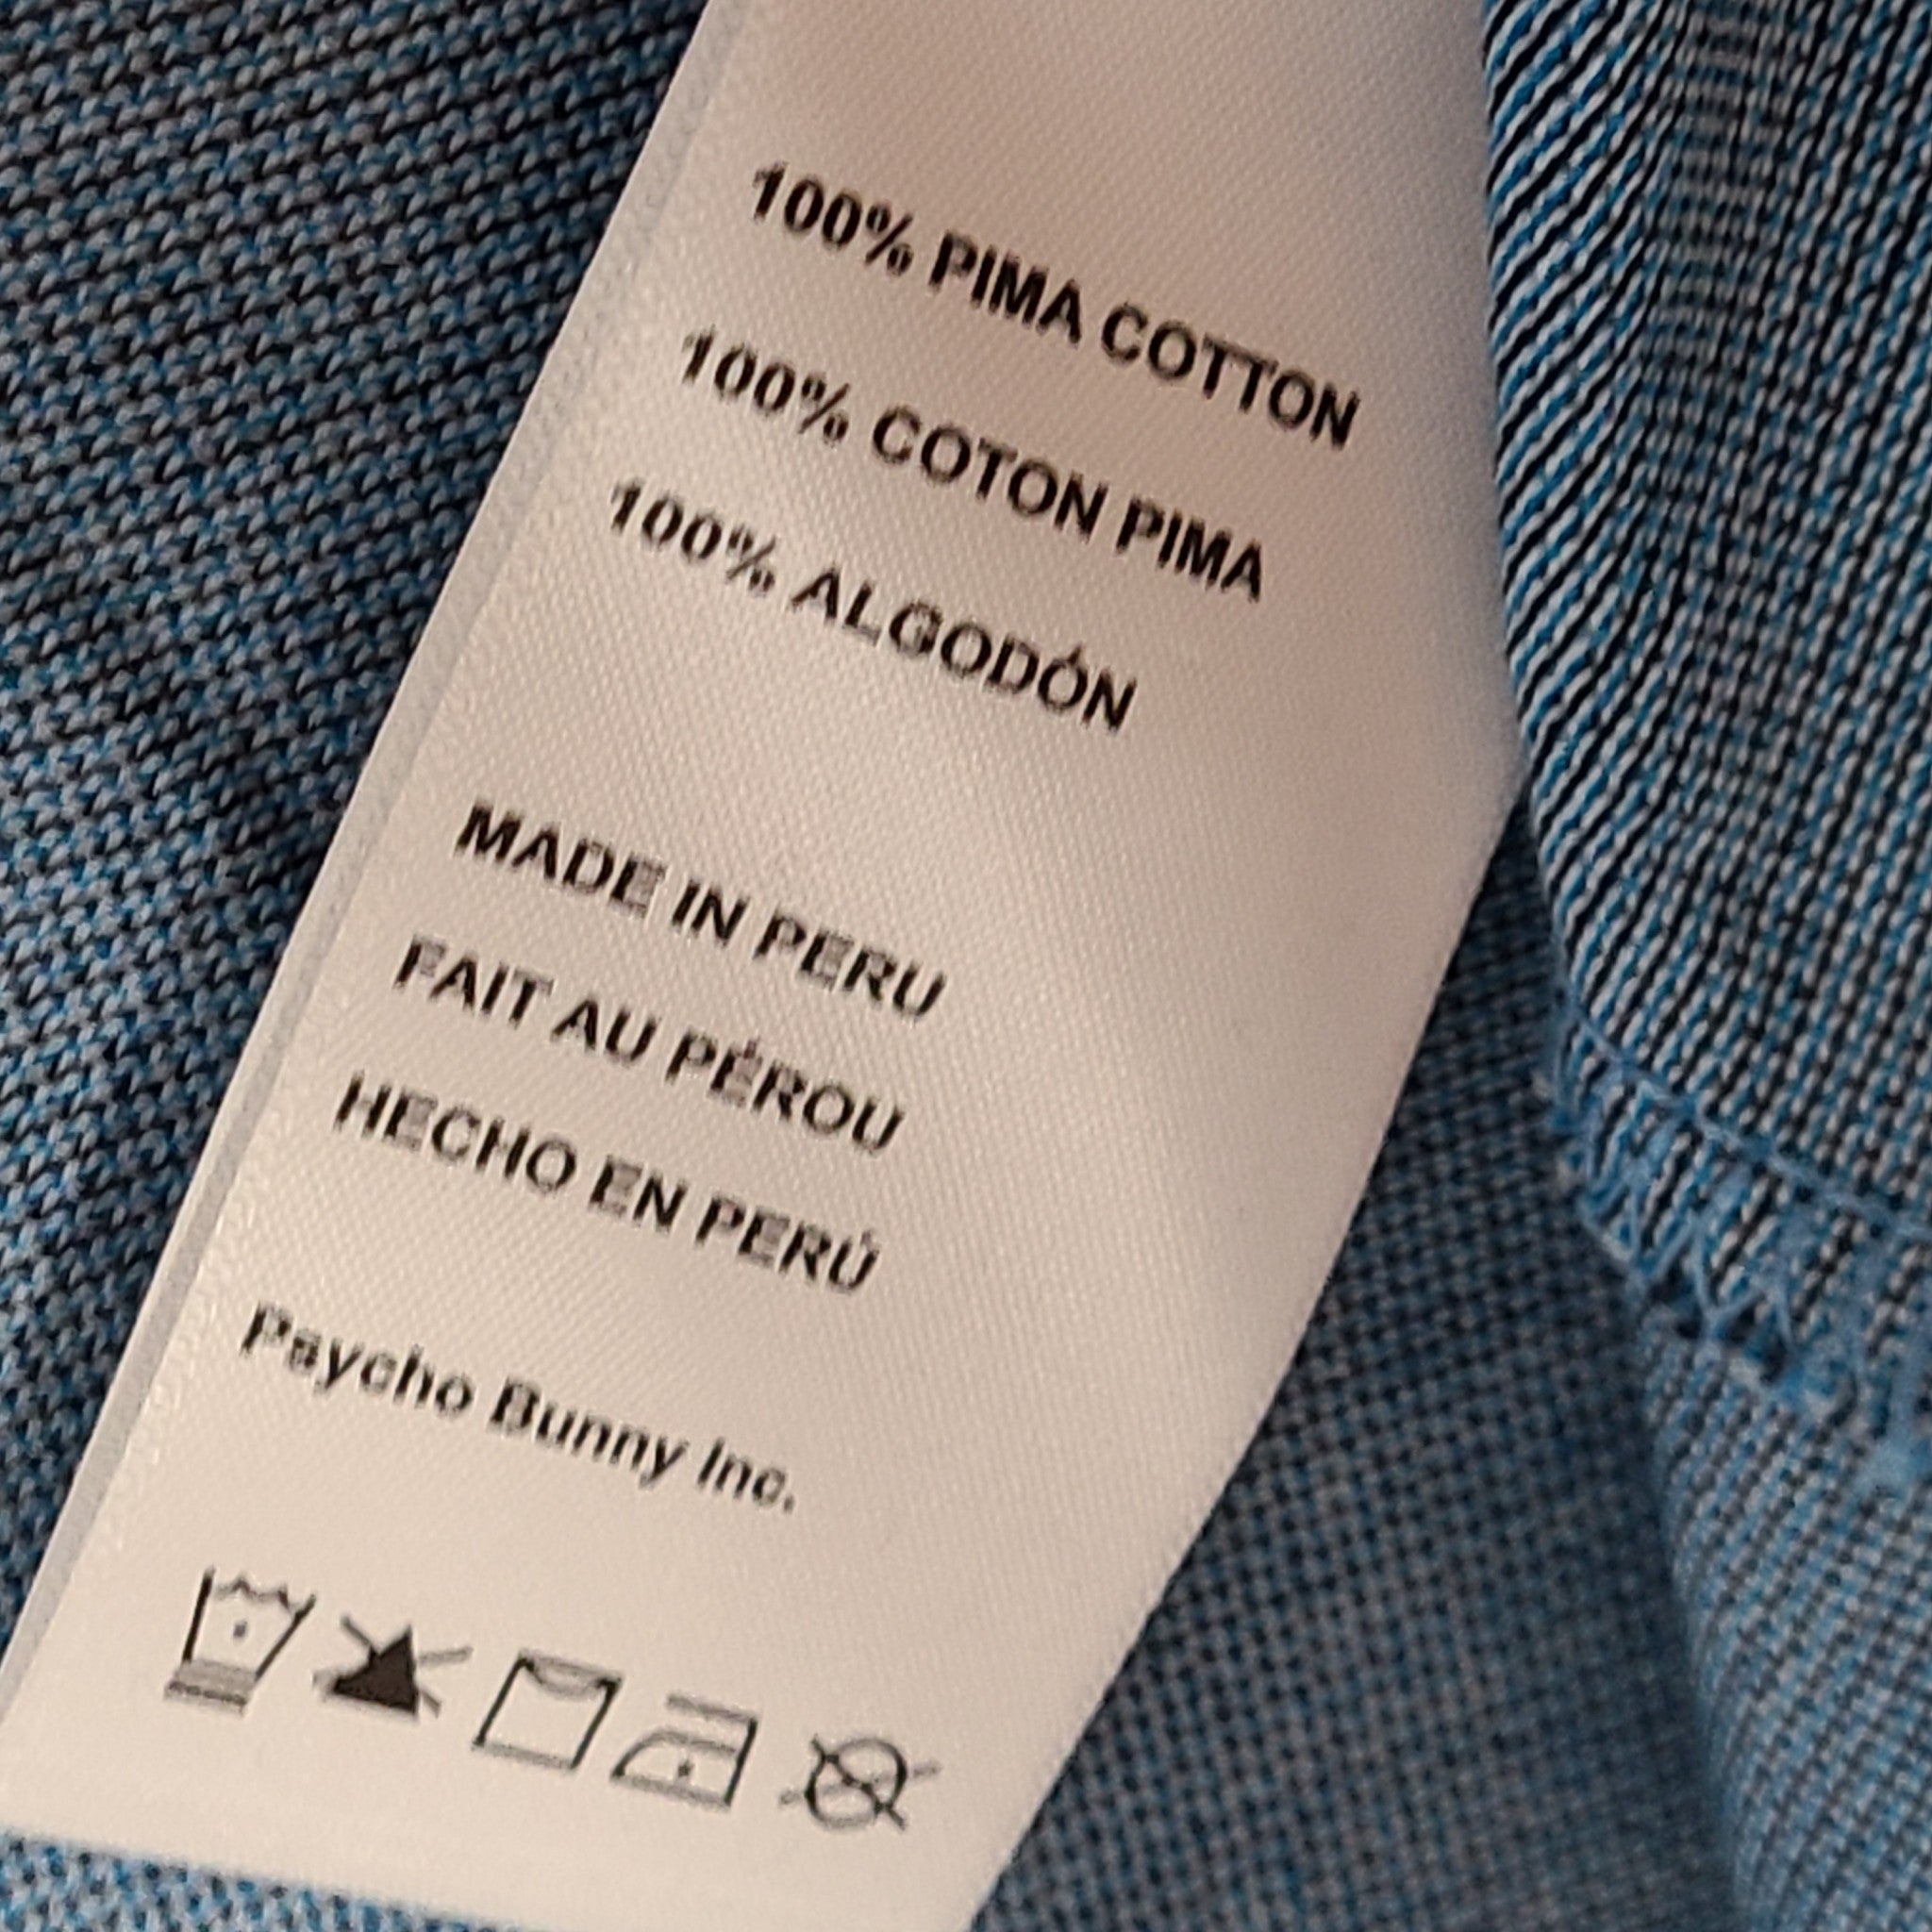 100% PIMA COTTON
100% COTON PIMA
100% ALGODÓN
MADE IN PERU
FAIT AU PÉROU
HECHO EN PERÚ
Psycho Bunny Inc.